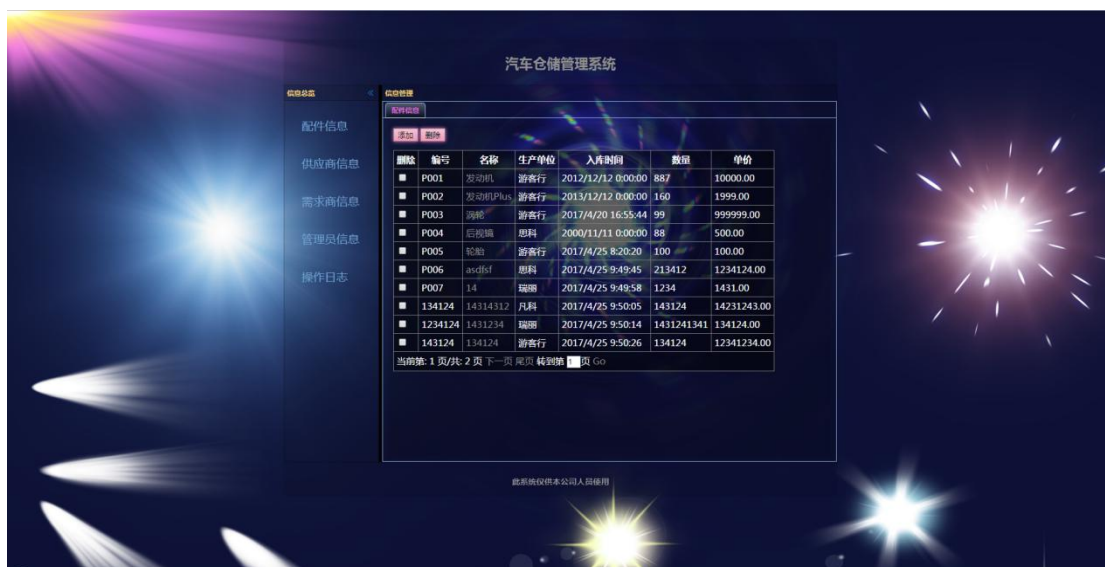 汽车仓储管理系统
信息总览 信息管理
配件信息
供应商信息
需求商信息
管理员信息
操作日志
配件信息
添加 删除
删除 编号 名称 生产单位 入库时间 数量 单价
P001 发动机 游客行 2012/12/12 0:00:00 887 10000.00
P002 发动机Plus 游客行 2013/12/12 0:00:00 160 1999.00
P003 涡轮 游客行 2017/4/20 16:55:44 99 999999.00
P004 后视镜 思科 2000/11/11 0:00:00 88 500.00
P005 轮胎 游客行 2017/4/25 8:20:20 100 100.00
P006 asdfsf 思科 2017/4/25 9:49:45 213412 1234124.00
P007 14 瑞丽 2017/4/25 9:49:58 1234 1431.00
134124 14314312 凡科 2017/4/25 9:50:05 143124 14231243.00
1234124 1431234 瑞丽 2017/4/25 9:50:14 1431241341 134124.00
143124 134124 游客行 2017/4/25 9:50:26 134124 12341234.00
当前第: 1 页/共: 2 页 下一页 尾页 转到第 1 页 Go
此系统仅供本公司人员使用